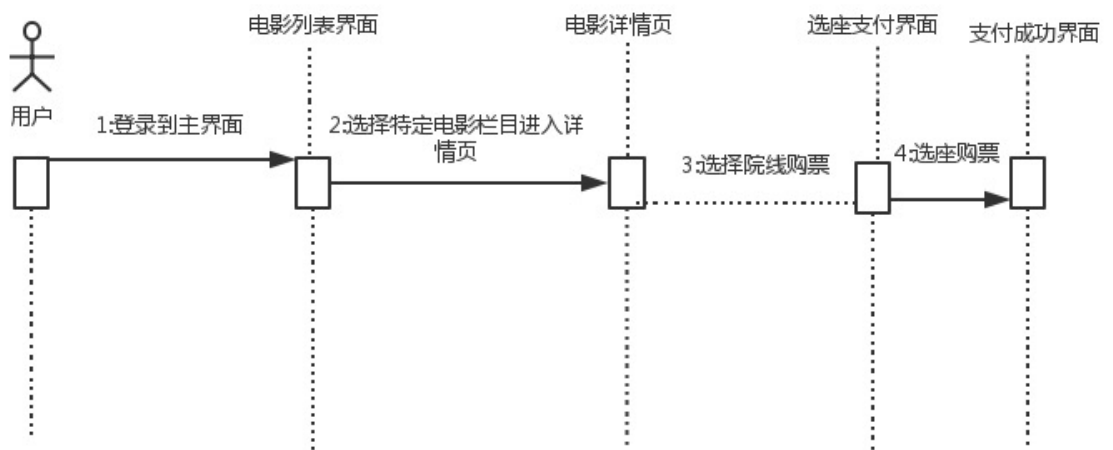 电影列表界面
电影详情页
选座支付界面
支付成功界面
用户
1:登录到主界面
2:选择特定电影栏目进入详
情页
3:选择院线购票
4:选座购票